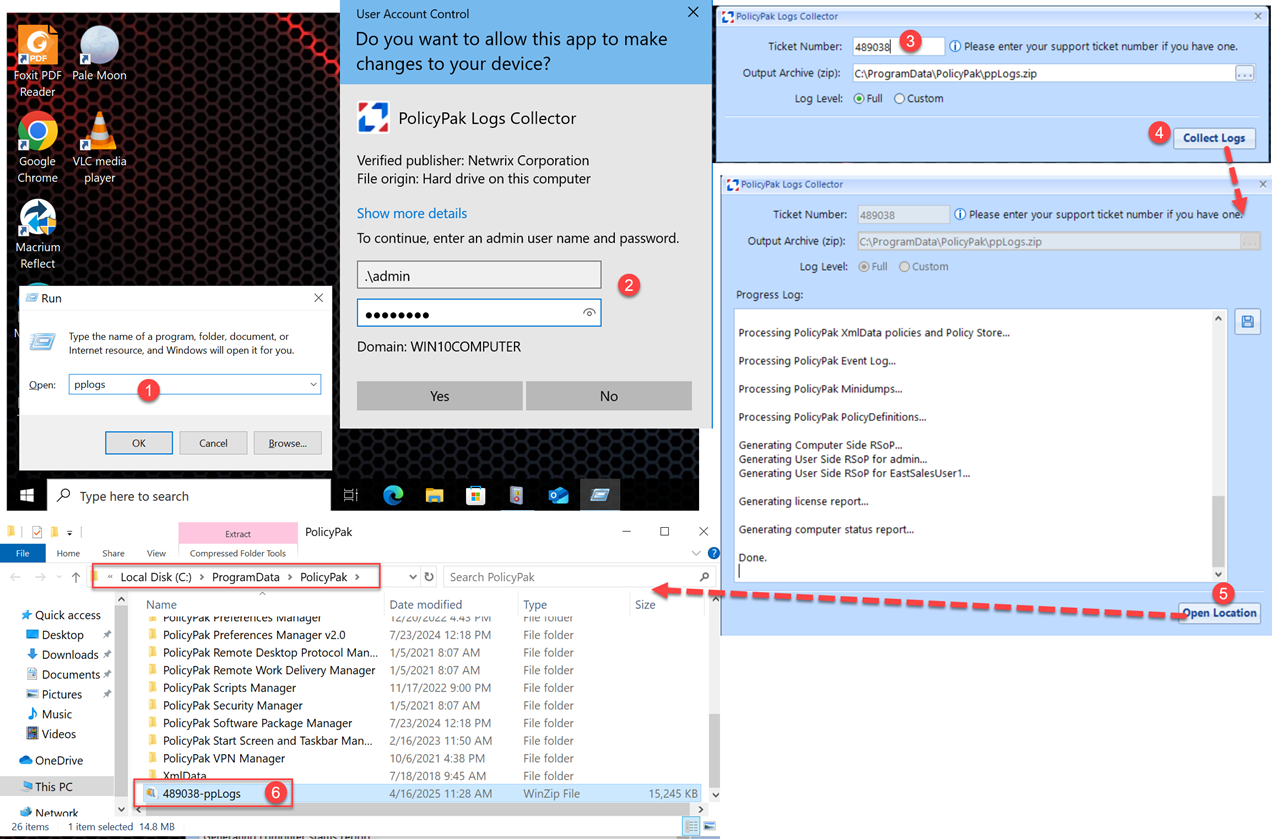 Foxit PDF
Reader
Pale Moon
Google
Chrome
VLC media
player
Macrium
Reflect
Run
Type the name of a program, folder, document, or
Internet resource, and Windows will open it for you.
Open:
pplogs
1
OK
Cancel
Browse...
Type here to search
User Account Control
Do you want to allow this app to make
changes to your device?
PolicyPak Logs Collector
Verified publisher: Netwrix Corporation
File origin: Hard drive on this computer
Show more details
To continue, enter an admin user name and password.
.\admin
2
Domain: WIN10COMPUTER
Yes
No
PolicyPak Logs Collector
Ticket Number:
489038
3
Please enter your support ticket number if you have one.
Output Archive (zip):
C:\ProgramData\PolicyPak\ppLogs.zip
...
Log Level:
Full
Custom
4
Collect Logs
PolicyPak Logs Collector
Ticket Number:
489038
Please enter your support ticket number if you have one.
Output Archive (zip):
C:\ProgramData\PolicyPak\ppLogs.zip
...
Log Level:
Full
Custom
Progress Log:
Processing PolicyPak XmlData policies and Policy Store...
Processing PolicyPak Event Log...
Processing PolicyPak Minidumps...
Processing PolicyPak PolicyDefinitions...
Generating Computer Side RSoP...
Generating User Side RSoP for admin...
Generating User Side RSoP for EastSalesUser1...
Generating license report...
Generating computer status report...
Done.
5
Open Location
Extract
PolicyPak
File
Home
Share
View
Compressed Folder Tools
« Local Disk (C:) > ProgramData > PolicyPak >
Search PolicyPak
Quick access
Desktop
Downloads
Documents
Pictures
Music
Videos
OneDrive
This PC
Network
Name Date modified Type Size
PolicyPak Preferences Manager 12/20/2022 4:43 PM File folder
PolicyPak Preferences Manager v2.0 7/23/2024 12:18 PM File folder
PolicyPak Remote Desktop Protocol Man... 1/5/2021 8:07 AM File folder
PolicyPak Remote Work Delivery Manager 1/5/2021 8:07 AM File folder
PolicyPak Scripts Manager 11/17/2022 9:00 PM File folder
PolicyPak Security Manager 1/5/2021 8:07 AM File folder
PolicyPak Software Package Manager 7/23/2024 12:18 PM File folder
PolicyPak Start Screen and Taskbar Man... 2/16/2023 11:50 AM File folder
PolicyPak VPN Manager 10/6/2021 4:38 PM File folder
XmlData 7/18/2018 9:45 AM File folder
489038-ppLogs 6 4/16/2025 11:28 AM WinZip File 15,245 KB
26 items 1 item selected 14.8 MB
Generating computer status report